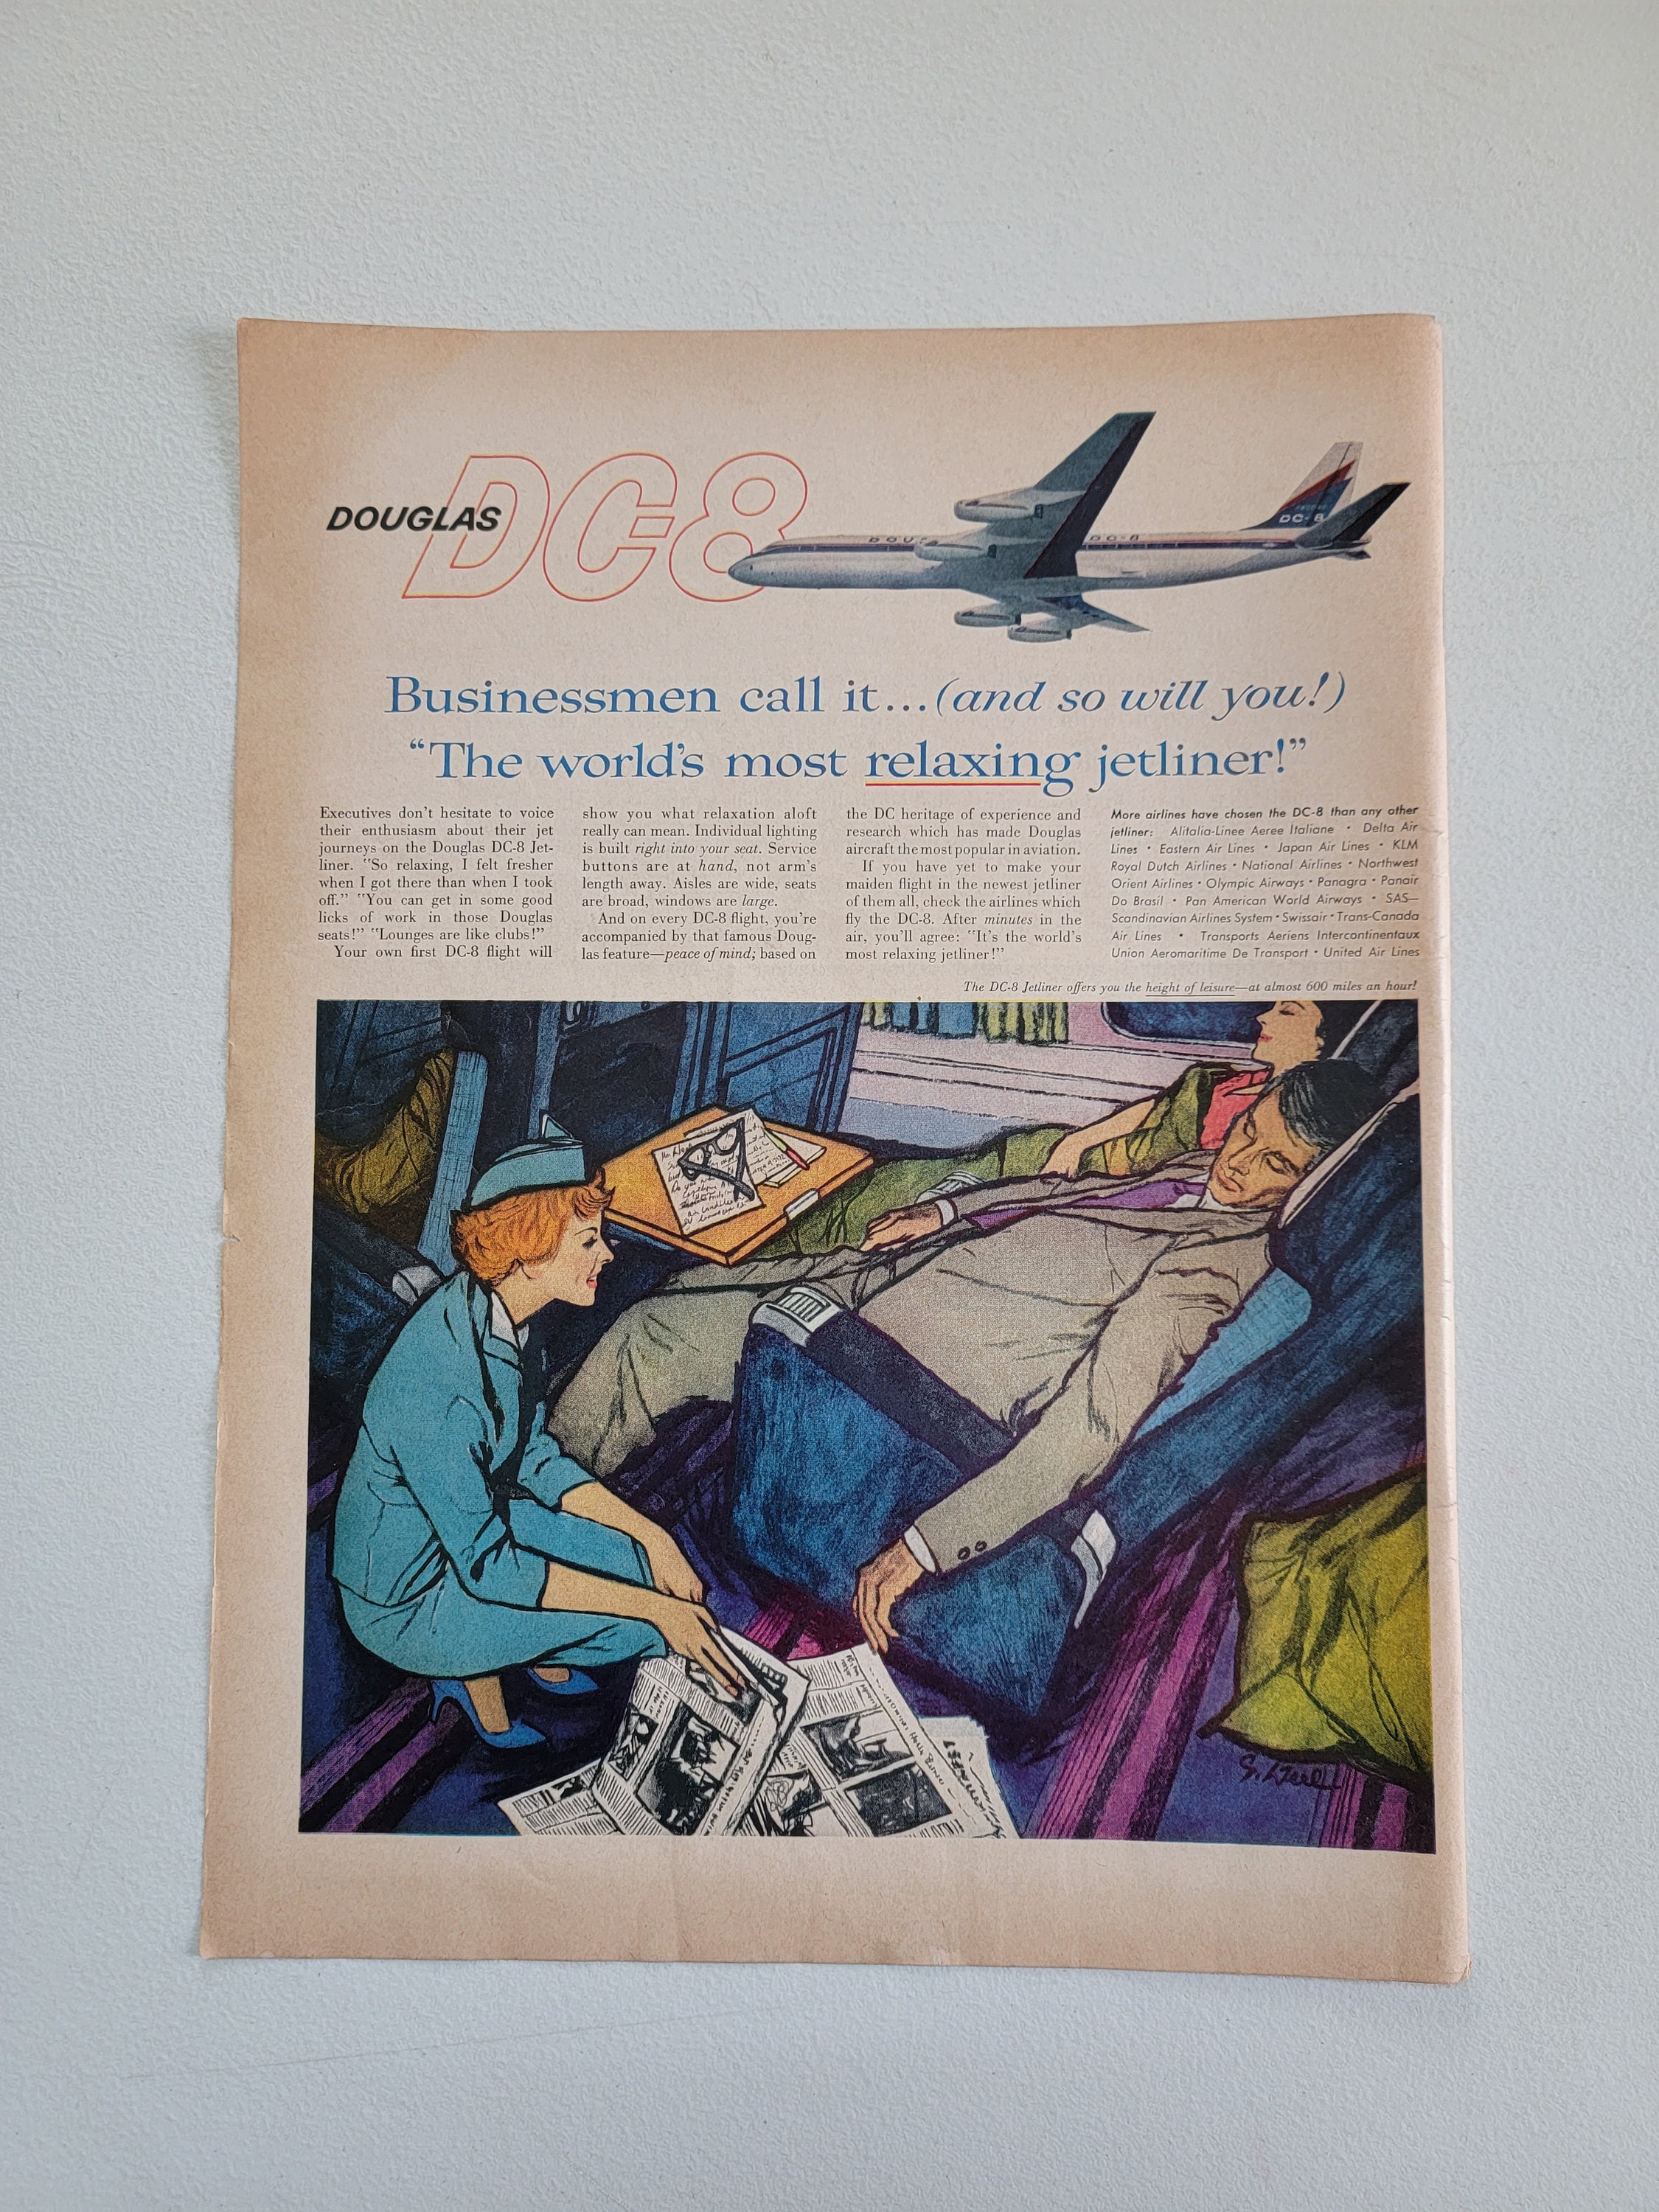 DOUGLAS DC-8
DC-8
DC-8
Businessmen call it...(and so will you!)
“The world's most relaxing jetliner!”
Executives don't hesitate to voice
their enthusiasm about their jet
journeys on the Douglas DC-8 Jet-
liner. "So relaxing, I felt fresher
when I got there than when I took
off." "You can get in some good
licks of work in those Douglas
seats!" "Lounges are like clubs!"
Your own first DC-8 flight will
show you what relaxation aloft
really can mean. Individual lighting
is built right into your seat. Service
buttons are at hand, not arm's
length away. Aisles are wide, seats
are broad, windows are large.
And on every DC-8 flight, you're
accompanied by that famous Doug-
las feature—peace of mind; based on
the DC heritage of experience and
research which has made Douglas
aircraft the most popular in aviation.
If you have yet to make your
maiden flight in the newest jetliner
of them all, check the airlines which
fly the DC-8. After minutes in the
air, you'll agree: "It's the world's
most relaxing jetliner!"
More airlines have chosen the DC-8 than any other
jetliner: Alitalia-Linee Aeree Italiane • Delta Air
Lines • Eastern Air Lines • Japan Air Lines • KLM
Royal Dutch Airlines • National Airlines • Northwest
Orient Airlines • Olympic Airways • Panagra • Panair
Do Brasil • Pan American World Airways • SAS—
Scandinavian Airlines System • Swissair • Trans-Canada
Air Lines • Transports Aeriens Intercontinentaux
Union Aeromaritime De Transport • United Air Lines
The DC-8 Jetliner offers you the height of leisure—at almost 600 miles an hour!